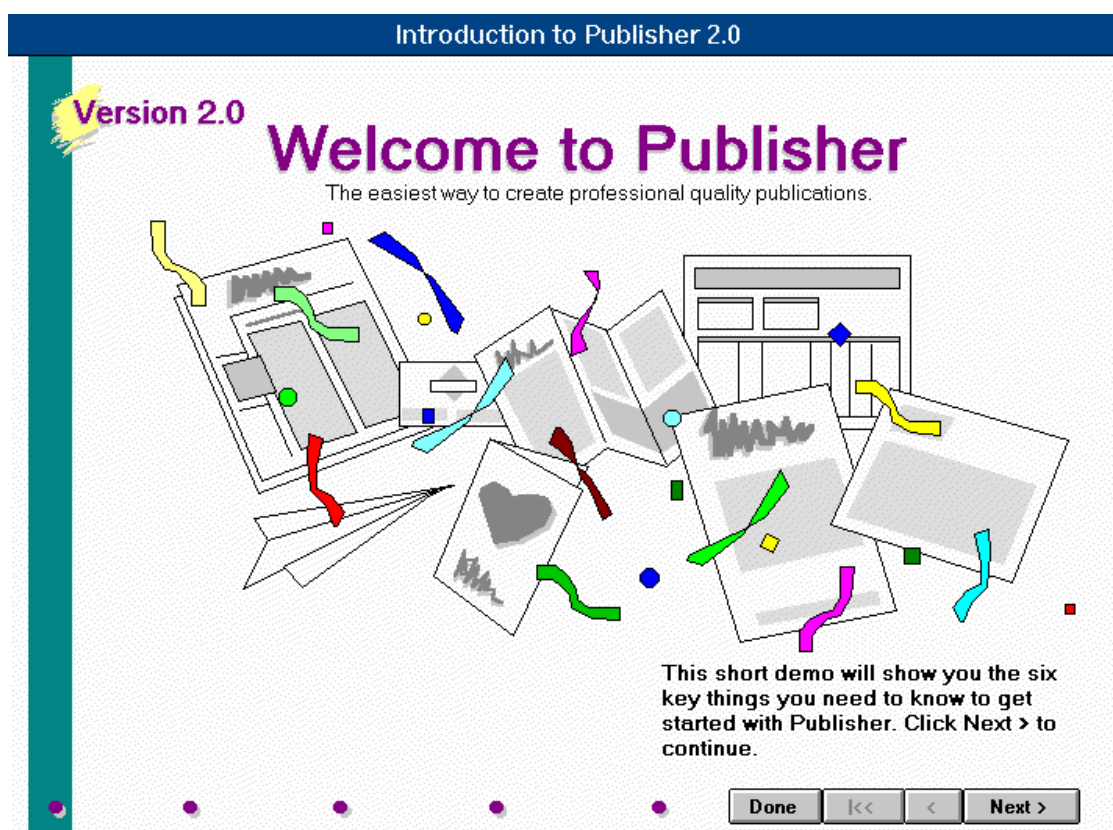 Introduction to Publisher 2.0
Version 2.0
Welcome to Publisher
The easiest way to create professional quality publications.
This short demo will show you the six
key things you need to know to get
started with Publisher. Click Next > to
continue.
Done |<< < Next >